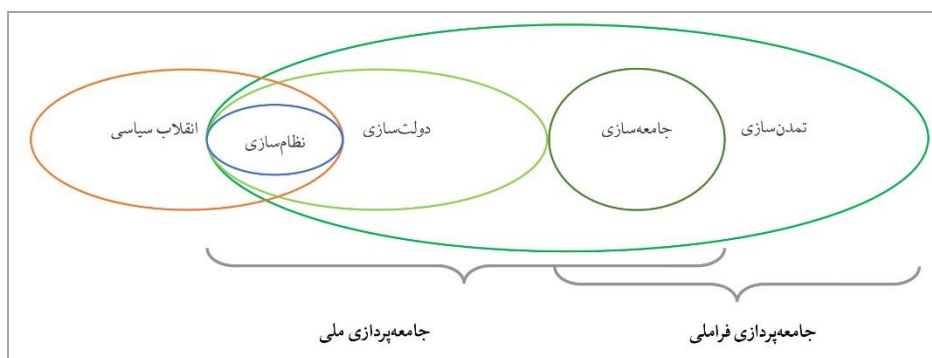 تمدن‌سازی
جامعه‌سازی
دولت‌سازی
نظام‌سازی
انقلاب سیاسی
جامعه‌پردازی فراملی
جامعه‌پردازی ملی